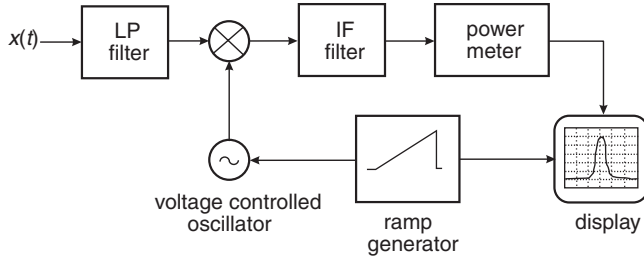 x(t)
LP
filter
IF
filter
power
meter
voltage controlled
oscillator
ramp
generator
display